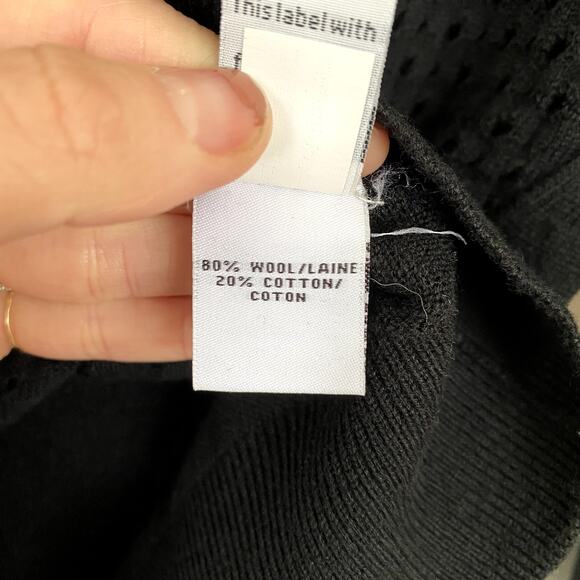 This label with
80% WOOL/LAINE
20% COTTON/
COTON